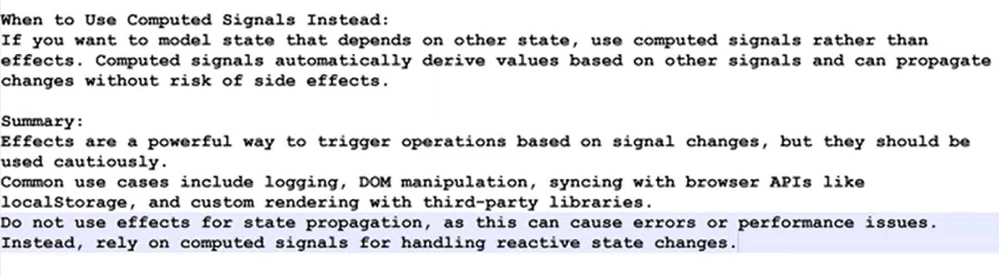 When to Use Computed Signals Instead:
If you want to model state that depends on other state, use computed signals rather than
effects. Computed signals automatically derive values based on other signals and can propagate
changes without risk of side effects.
Summary:
Effects are a powerful way to trigger operations based on signal changes, but they should be
used cautiously.
Common use cases include logging, DOM manipulation, syncing with browser APIs like
localStorage, and custom rendering with third-party libraries.
Do not use effects for state propagation, as this can cause errors or performance issues.
Instead, rely on computed signals for handling reactive state changes.